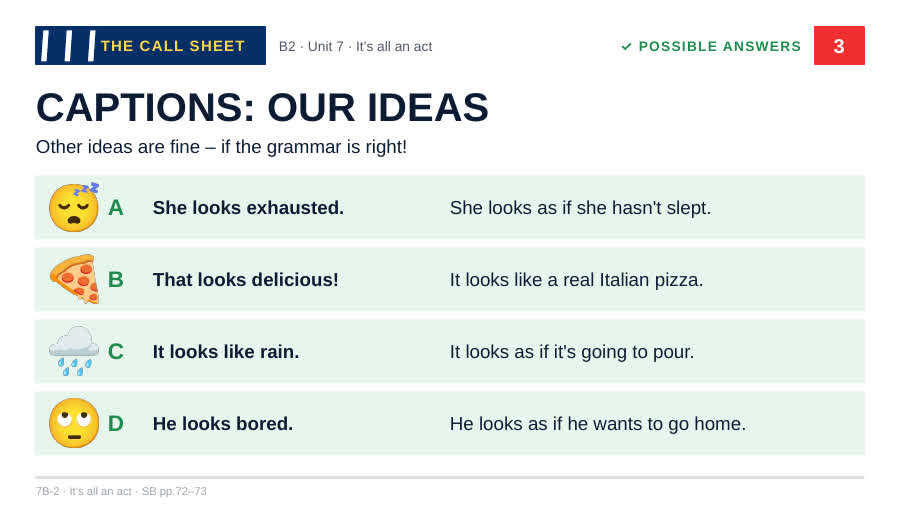 THE CALL SHEET
B2 · Unit 7 · It's all an act
✓ POSSIBLE ANSWERS
3
CAPTIONS: OUR IDEAS
Other ideas are fine – if the grammar is right!
A She looks exhausted. She looks as if she hasn't slept.
B That looks delicious! It looks like a real Italian pizza.
C It looks like rain. It looks as if it's going to pour.
D He looks bored. He looks as if he wants to go home.
7B-2 · It's all an act · SB pp.72–73